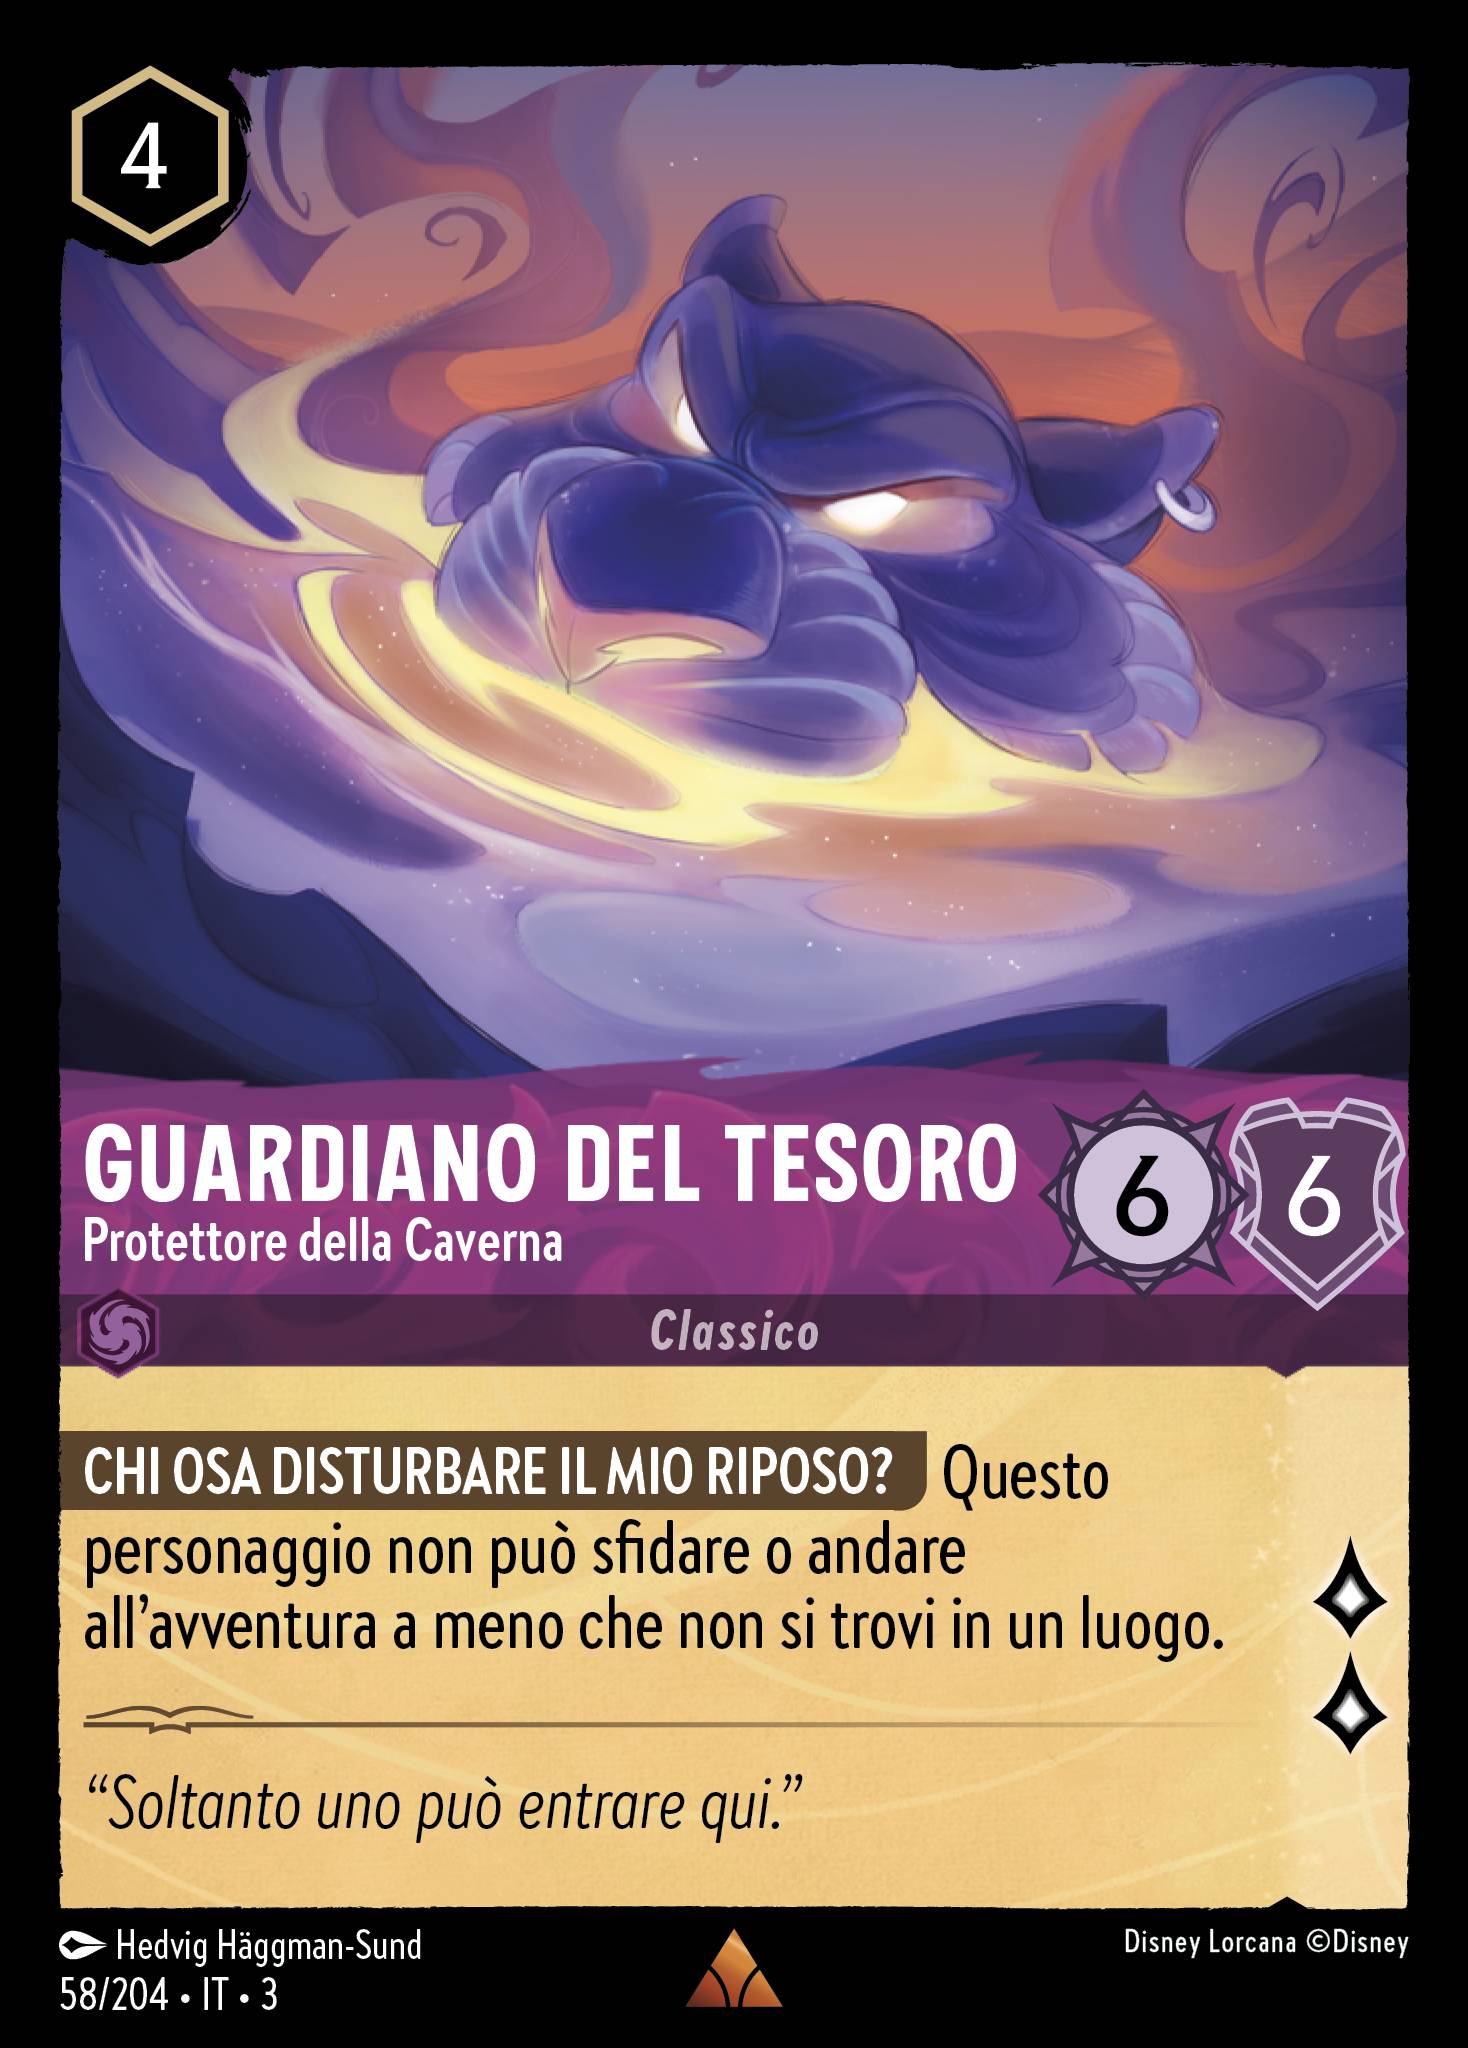 4
GUARDIANO DEL TESORO
Protettore della Caverna
6 6
Classico
CHI OSA DISTURBARE IL MIO RIPOSO? Questo
personaggio non può sfidare o andare
all’avventura a meno che non si trovi in un luogo.
“Soltanto uno può entrare qui.”
Hedvig Häggman-Sund
Disney Lorcana ©Disney
58/204 • IT • 3